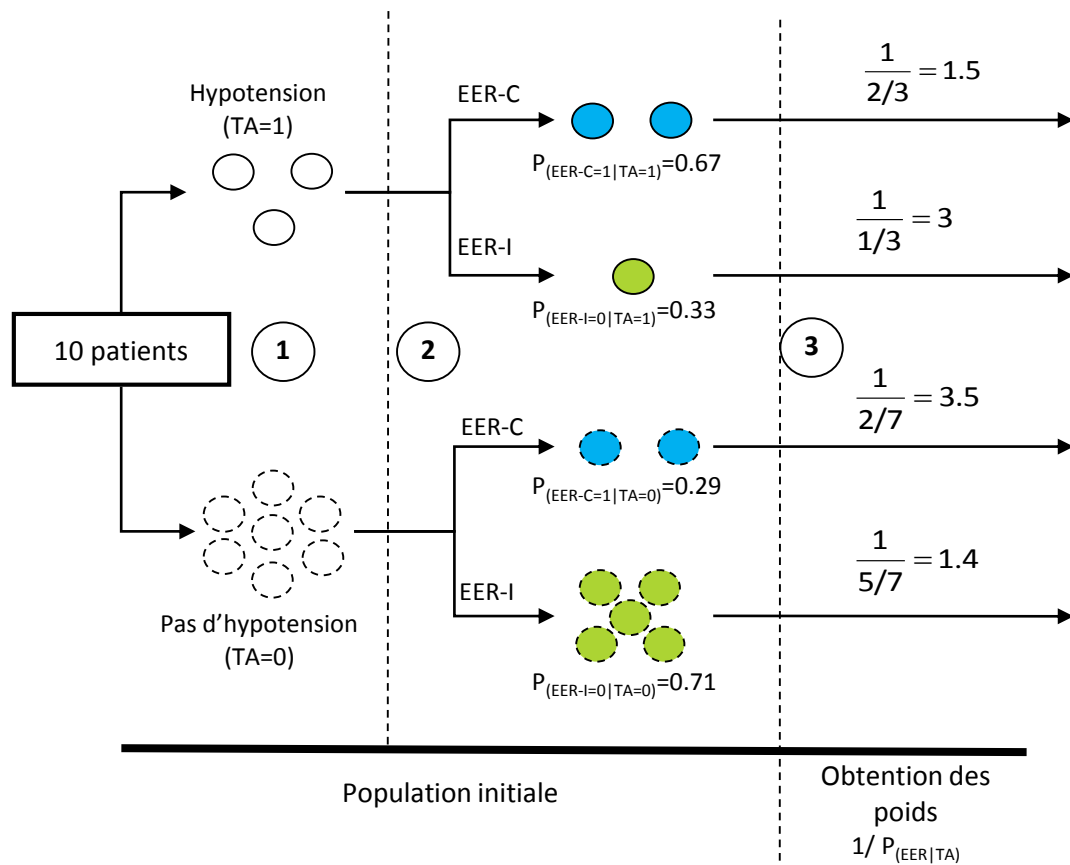 Hypotension
(TA=1)
EER-C
P(EER-C=1|TA=1)=0.67
1/(2/3) = 1.5
EER-I
P(EER-I=0|TA=1)=0.33
1/(1/3) = 3
10 patients
1
2
3
EER-C
P(EER-C=1|TA=0)=0.29
1/(2/7) = 3.5
EER-I
P(EER-I=0|TA=0)=0.71
1/(5/7) = 1.4
Pas d’hypotension
(TA=0)
Population initiale
Obtention des
poids
1/ P(EER|TA)